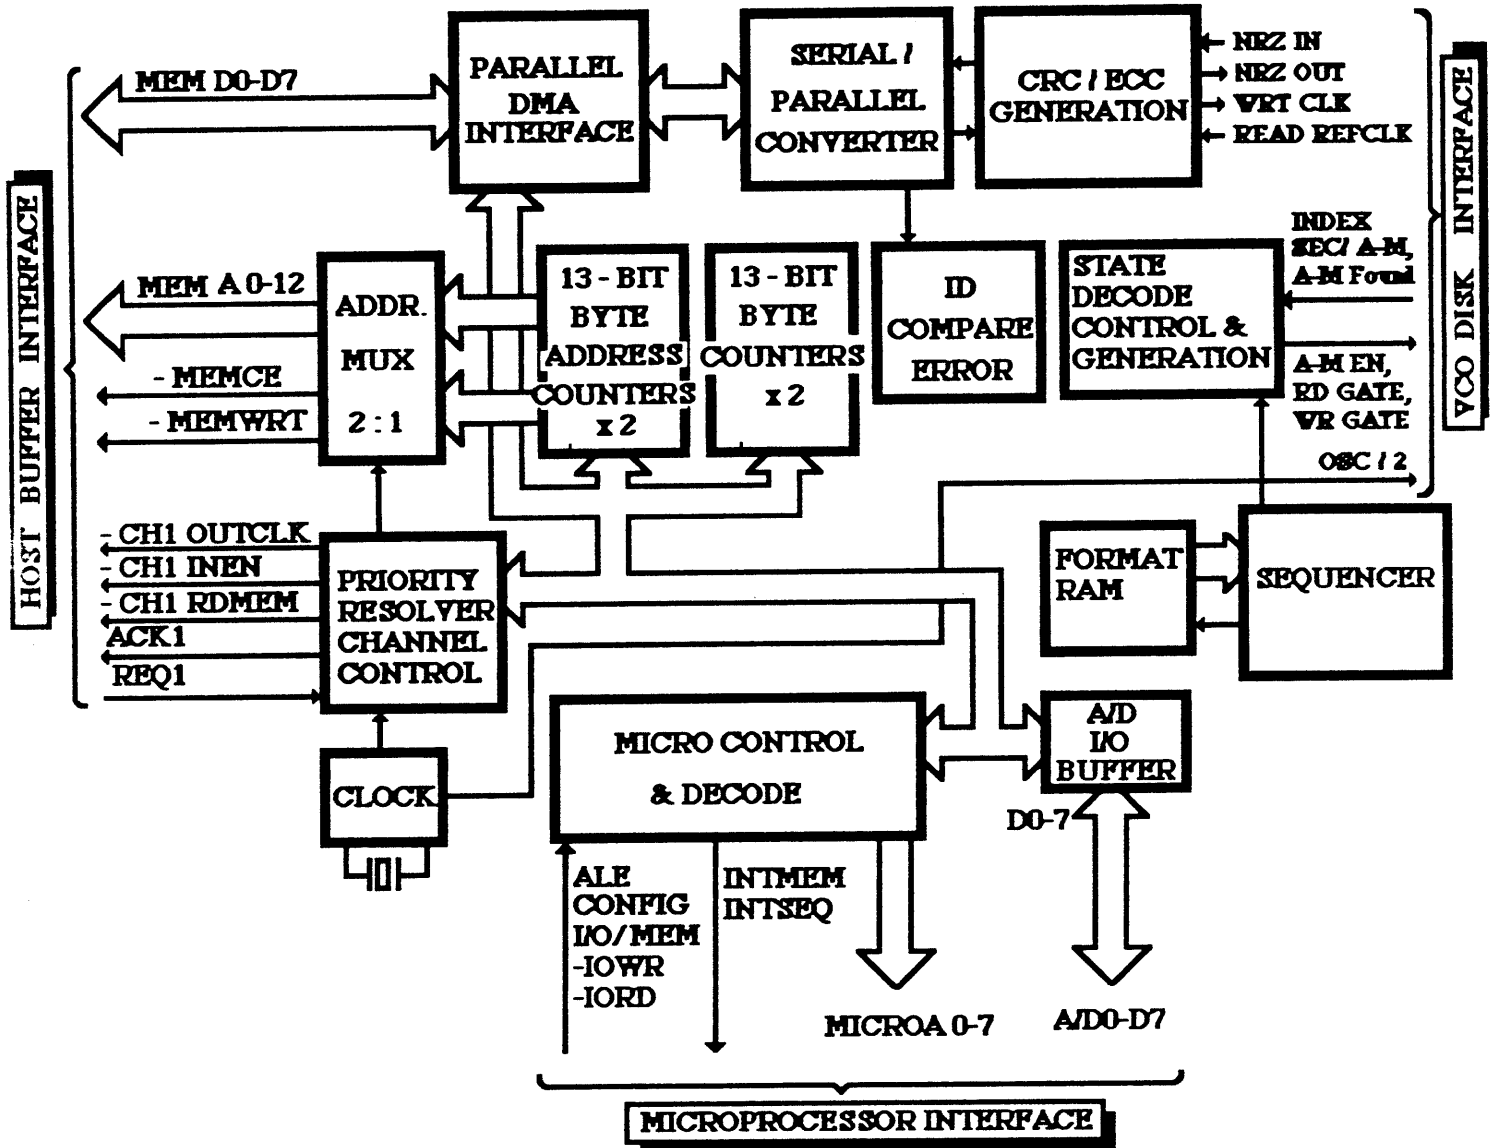 HOST BUFFER INTERFACE
MEM D0-D7
PARALLEL
DMA
INTERFACE
SERIAL /
PARALLEL
CONVERTER
CRC / ECC
GENERATION
NRZ IN
NRZ OUT
WRT CLK
READ REFCLK
VCO DISK INTERFACE
MEM A 0-12
- MEMCE
- MEMWRT
ADDR.
MUX
2 : 1
13 - BIT
BYTE
ADDRESS
COUNTERS
x 2
13 - BIT
BYTE
COUNTERS
x 2
ID
COMPARE
ERROR
STATE
DECODE
CONTROL &
GENERATION
INDEX
SEC/ A-M,
A-M Found
A-M EN,
RD GATE,
WR GATE
OSC / 2
- CH1 OUTCLK
- CH1 INEN
- CH1 RDMEM
ACK1
REQ1
PRIORITY
RESOLVER
CHANNEL
CONTROL
FORMAT
RAM
SEQUENCER
CLOCK
MICRO CONTROL
& DECODE
A/D
I/O
BUFFER
D0-7
ALE
CONFIG
I/O/MEM
-IOWR
-IORD
INTMEM
INTSEQ
MICROA 0-7
A/D0-D7
MICROPROCESSOR INTERFACE